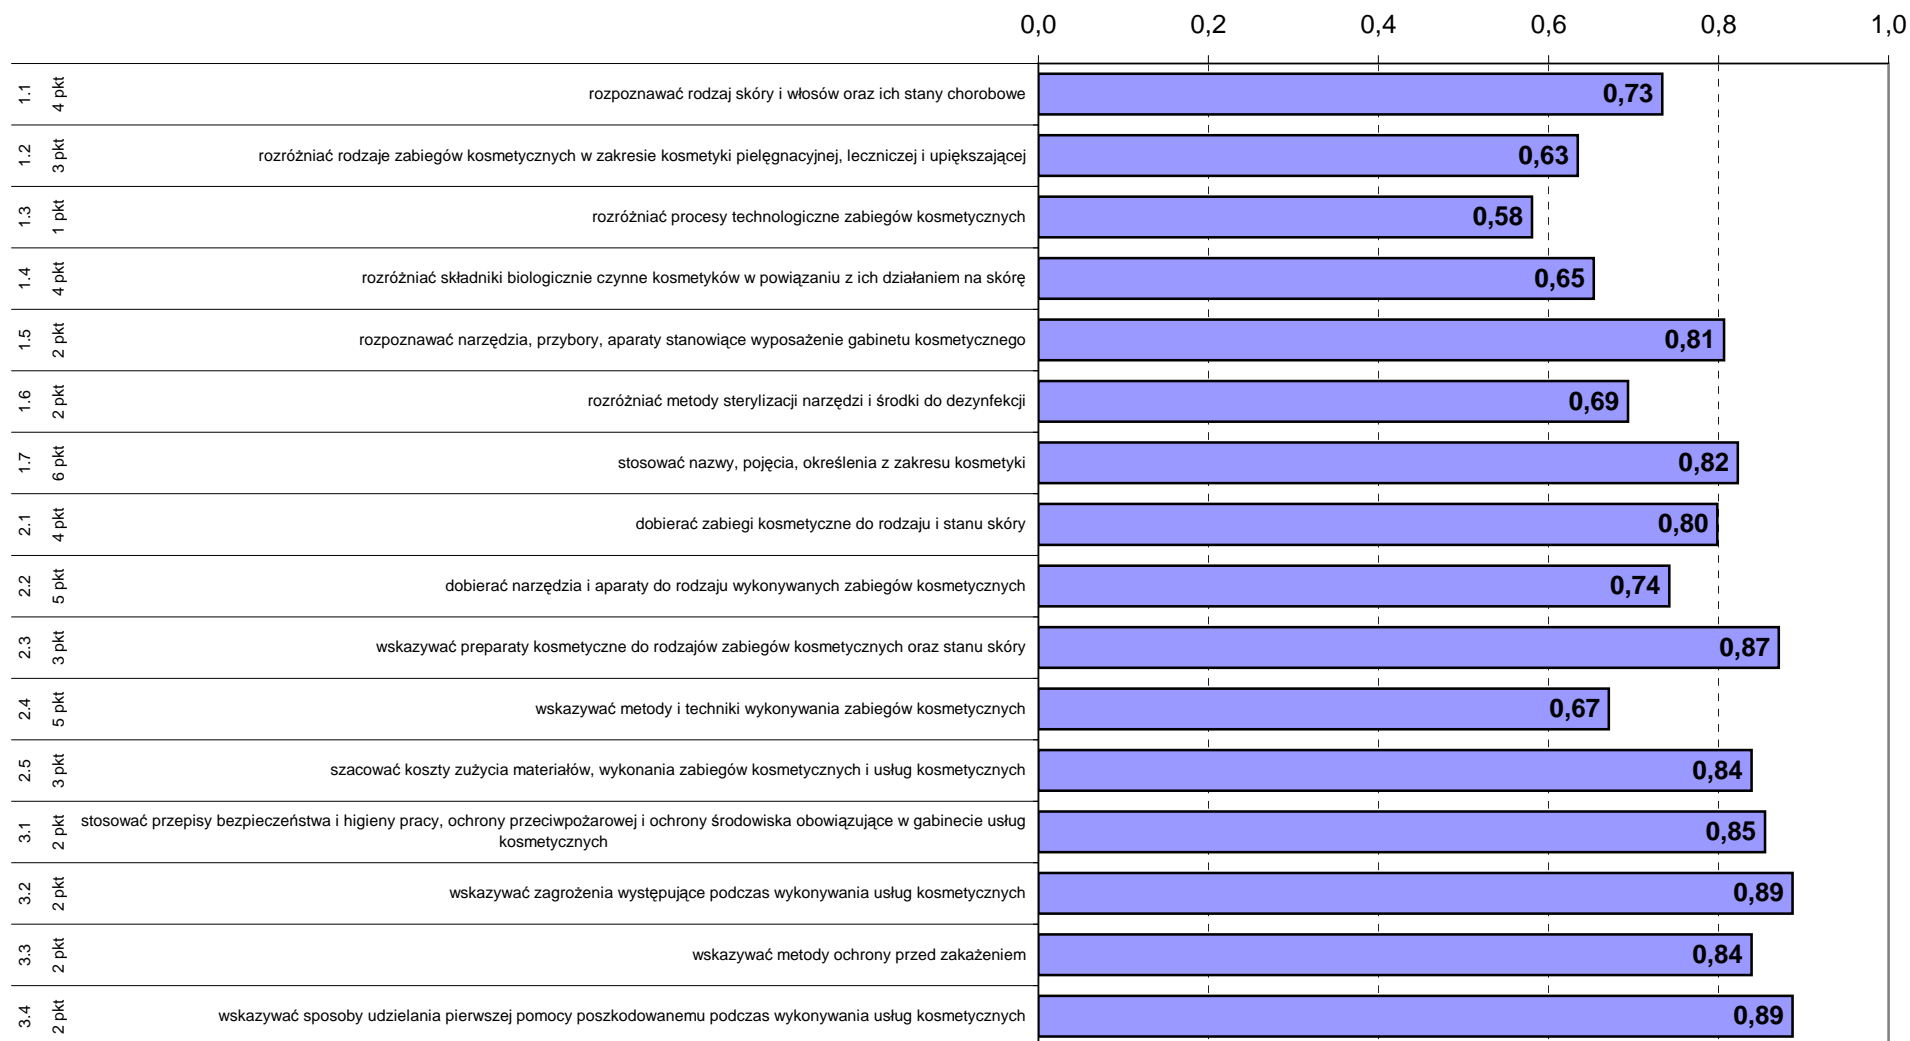 0,0 0,2 0,4 0,6 0,8 1,0
1.1 4 pkt rozpoznawać rodzaj skóry i włosów oraz ich stany chorobowe 0,73
1.2 3 pkt rozróżniać rodzaje zabiegów kosmetycznych w zakresie kosmetyki pielęgnacyjnej, leczniczej i upiększającej 0,63
1.3 1 pkt rozróżniać procesy technologiczne zabiegów kosmetycznych 0,58
1.4 4 pkt rozróżniać składniki biologicznie czynne kosmetyków w powiązaniu z ich działaniem na skórę 0,65
1.5 2 pkt rozpoznawać narzędzia, przybory, aparaty stanowiące wyposażenie gabinetu kosmetycznego 0,81
1.6 2 pkt rozróżniać metody sterylizacji narzędzi i środki do dezynfekcji 0,69
1.7 6 pkt stosować nazwy, pojęcia, określenia z zakresu kosmetyki 0,82
2.1 4 pkt dobierać zabiegi kosmetyczne do rodzaju i stanu skóry 0,80
2.2 5 pkt dobierać narzędzia i aparaty do rodzaju wykonywanych zabiegów kosmetycznych 0,74
2.3 3 pkt wskazywać preparaty kosmetyczne do rodzajów zabiegów kosmetycznych oraz stanu skóry 0,87
2.4 5 pkt wskazywać metody i techniki wykonywania zabiegów kosmetycznych 0,67
2.5 3 pkt szacować koszty zużycia materiałów, wykonania zabiegów kosmetycznych i usług kosmetycznych 0,84
3.1 2 pkt stosować przepisy bezpieczeństwa i higieny pracy, ochrony przeciwpożarowej i ochrony środowiska obowiązujące w gabinecie usług
kosmetycznych 0,85
3.2 2 pkt wskazywać zagrożenia występujące podczas wykonywania usług kosmetycznych 0,89
3.3 2 pkt wskazywać metody ochrony przed zakażeniem 0,84
3.4 2 pkt wskazywać sposoby udzielania pierwszej pomocy poszkodowanemu podczas wykonywania usług kosmetycznych 0,89